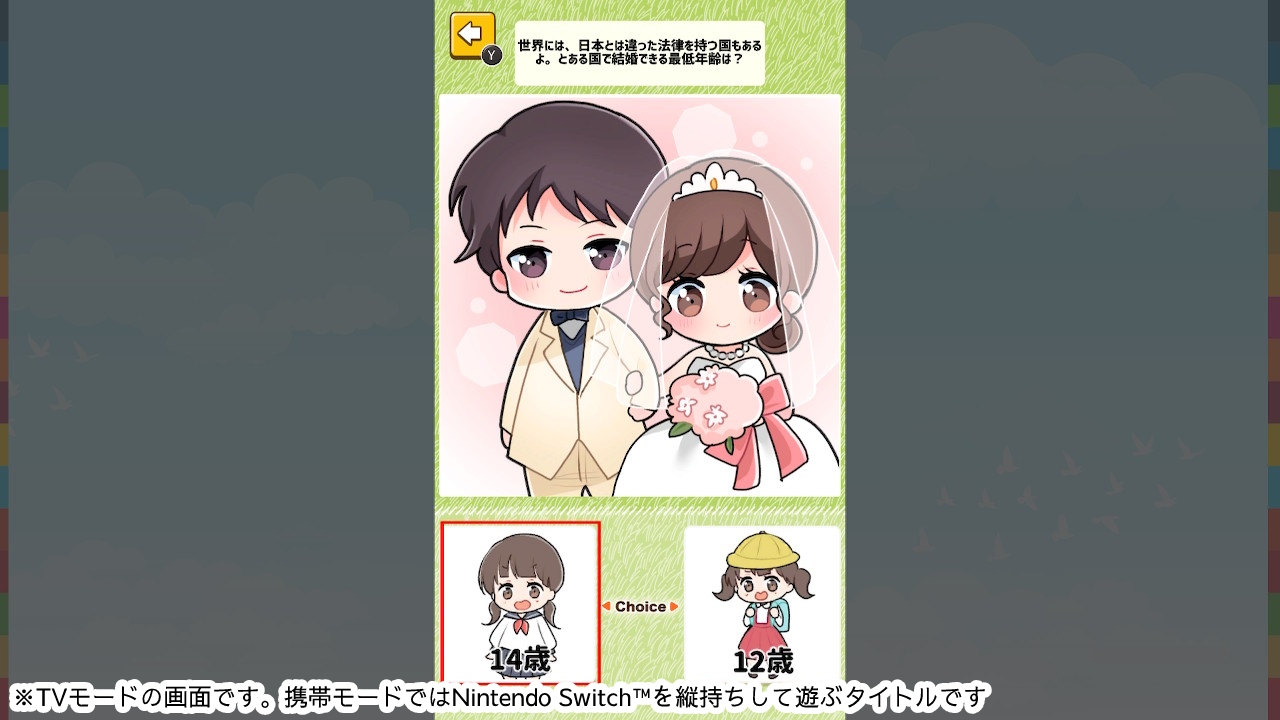 Y
世界には、日本とは違った法律を持つ国もある
よ。とある国で結婚できる最低年齢は？
Choice
14歳
12歳
※TVモードの画面です。携帯モードではNintendo Switch™を縦持ちして遊ぶタイトルです